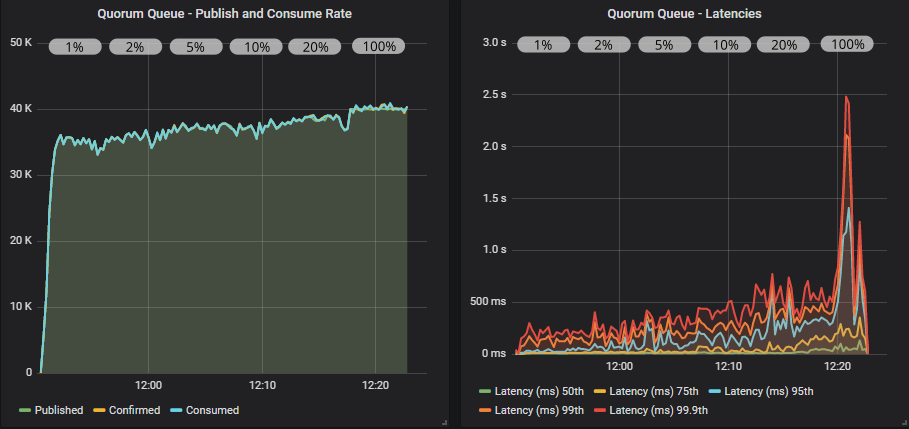 Quorum Queue - Publish and Consume Rate
50 K
1% 2% 5% 10% 20% 100%
40 K
30 K
20 K
10 K
0
12:00 12:10 12:20
Published Confirmed Consumed
Quorum Queue - Latencies
3.0 s
1% 2% 5% 10% 20% 100%
2.5 s
2.0 s
1.5 s
1.0 s
500 ms
0 ms
12:00 12:10 12:20
Latency (ms) 50th Latency (ms) 75th Latency (ms) 95th
Latency (ms) 99th Latency (ms) 99.9th